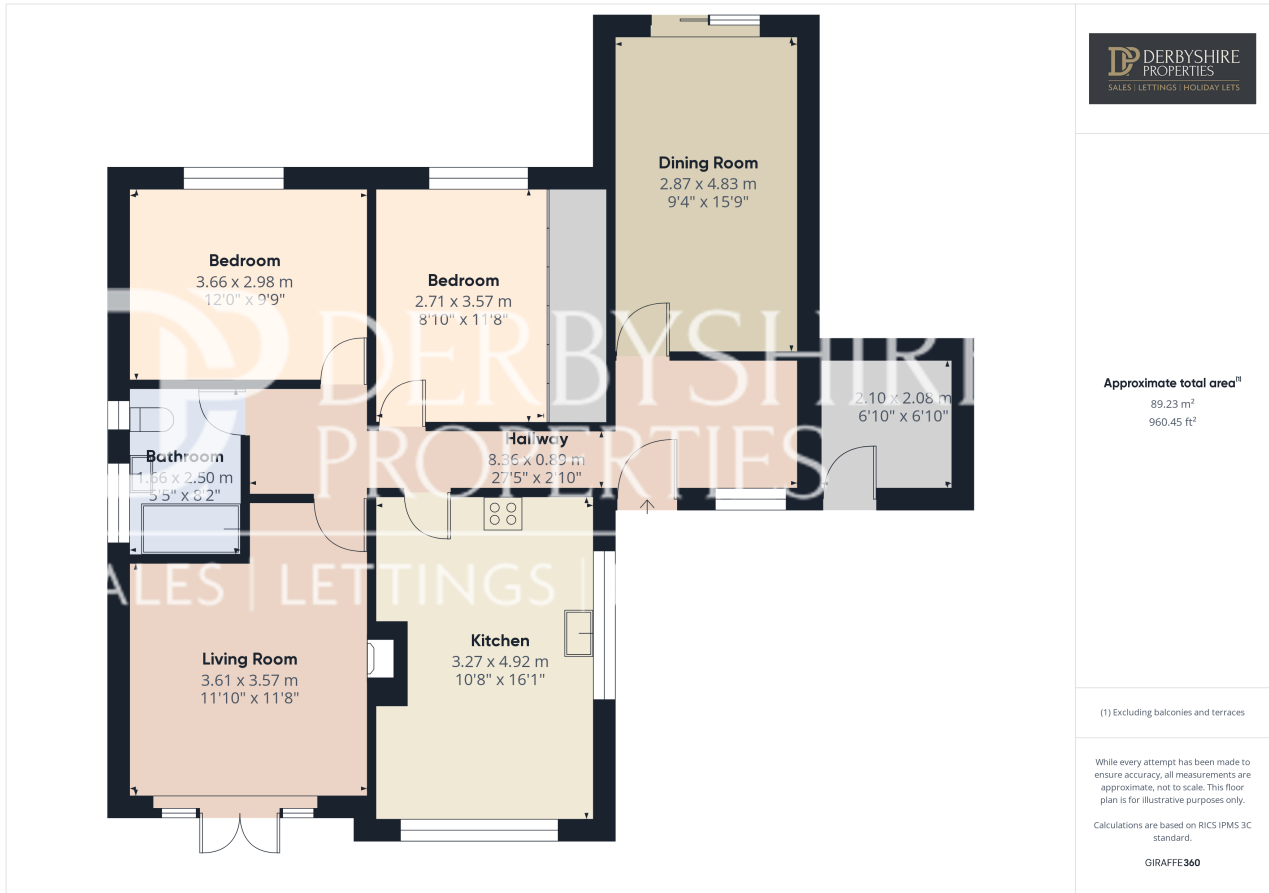 DERBYSHIRE
PROPERTIES
SALES | LETTINGS | HOLIDAY LETS
Dining Room
2.87 x 4.83 m
9'4" x 15'9"
Bedroom
3.66 x 2.98 m
12'0" x 9'9"
Bedroom
2.71 x 3.57 m
8'10" x 11'8"
DERBYSHIRE
PROPERTIES
ALES | LETTINGS |
2.10 x 2.08 m
6'10" x 6'10"
Hallway
8.36 x 0.89 m
27'5" x 2'10"
Bathroom
1.66 x 2.50 m
5'5" x 8'2"
Living Room
3.61 x 3.57 m
11'10" x 11'8"
Kitchen
3.27 x 4.92 m
10'8" x 16'1"
Approximate total area(1)
89.23 m²
960.45 ft²
(1) Excluding balconies and terraces
While every attempt has been made to
ensure accuracy, all measurements are
approximate, not to scale. This floor
plan is for illustrative purposes only.
Calculations are based on RICS IPMS 3C
standard.
GIRAFFE360